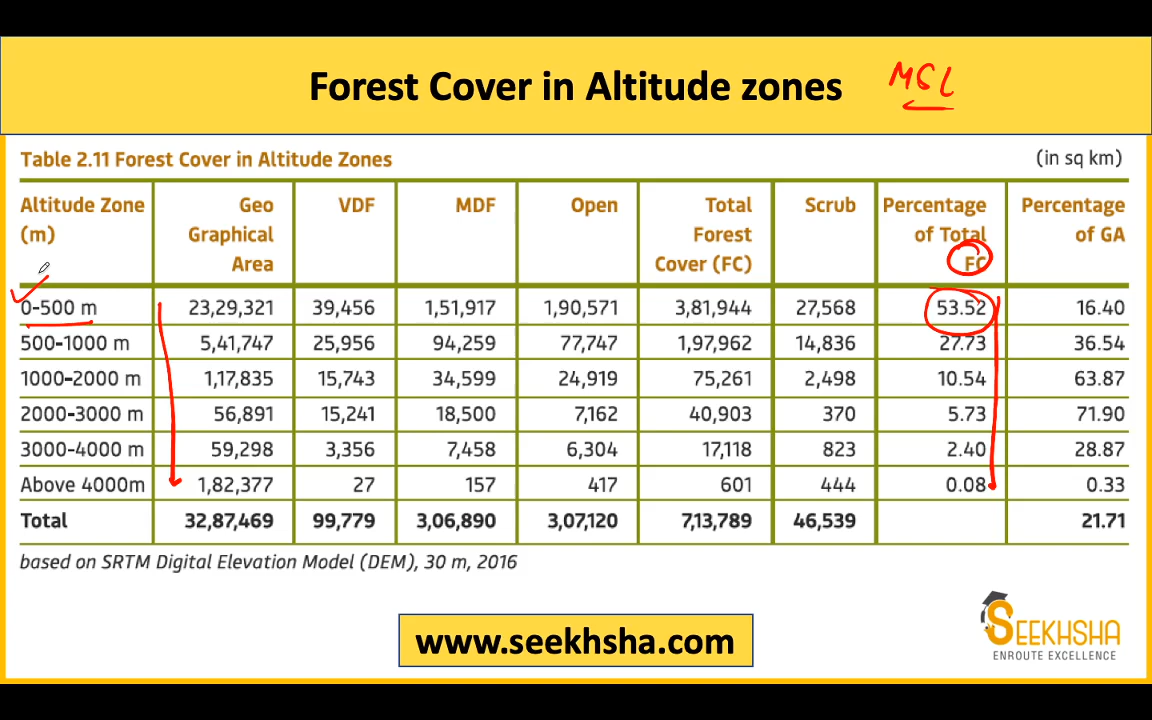 Forest Cover in Altitude zones MSL
Table 2.11 Forest Cover in Altitude Zones (in sq km)
Altitude Zone (m) Geo Graphical Area VDF MDF Open Total Forest Cover (FC) Scrub Percentage of Total FC Percentage of GA
0-500 m 23,29,321 39,456 1,51,917 1,90,571 3,81,944 27,568 53.52 16.40
500-1000 m 5,41,747 25,956 94,259 77,747 1,97,962 14,836 27.73 36.54
1000-2000 m 1,17,835 15,743 34,599 24,919 75,261 2,498 10.54 63.87
2000-3000 m 56,891 15,241 18,500 7,162 40,903 370 5.73 71.90
3000-4000 m 59,298 3,356 7,458 6,304 17,118 823 2.40 28.87
Above 4000m 1,82,377 27 157 417 601 444 0.08 0.33
Total 32,87,469 99,779 3,06,890 3,07,120 7,13,789 46,539 21.71
based on SRTM Digital Elevation Model (DEM), 30 m, 2016
www.seekhsha.com
SEEKHSHA
ENROUTE EXCELLENCE